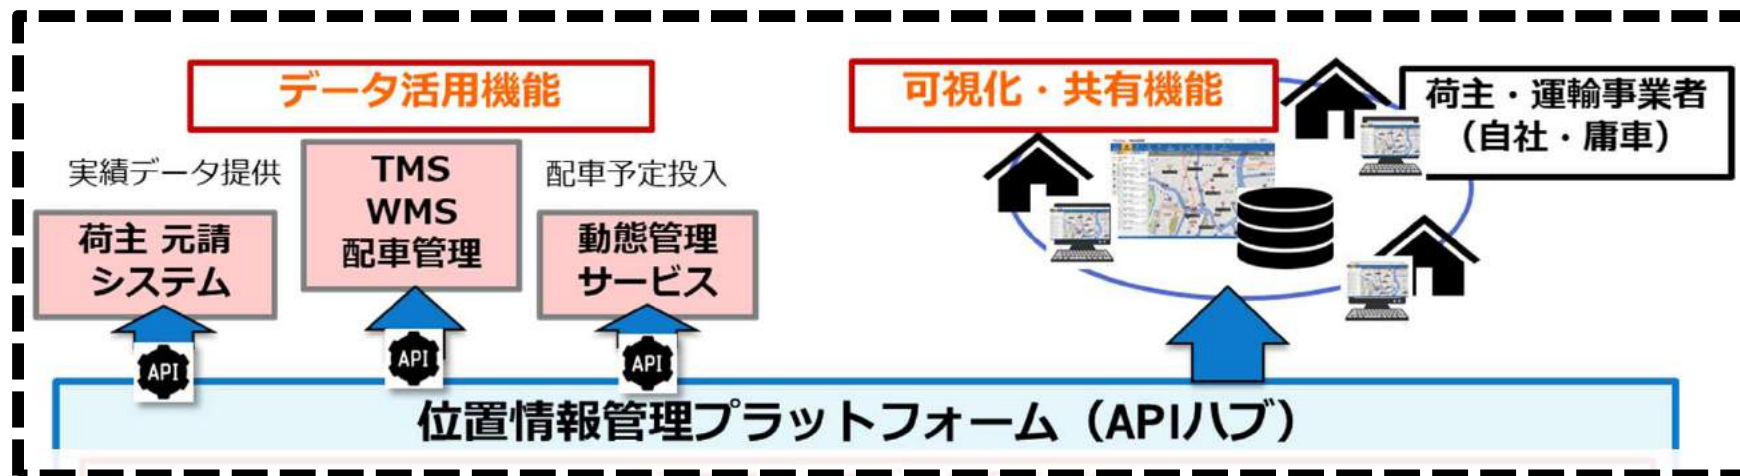 データ活用機能
可視化・共有機能
荷主・運輸事業者
（自社・庸車）
実績データ提供
TMS
WMS
配車管理
配車予定投入
荷主 元請
システム
動態管理
サービス
API
API
API
位置情報管理プラットフォーム（APIハブ）